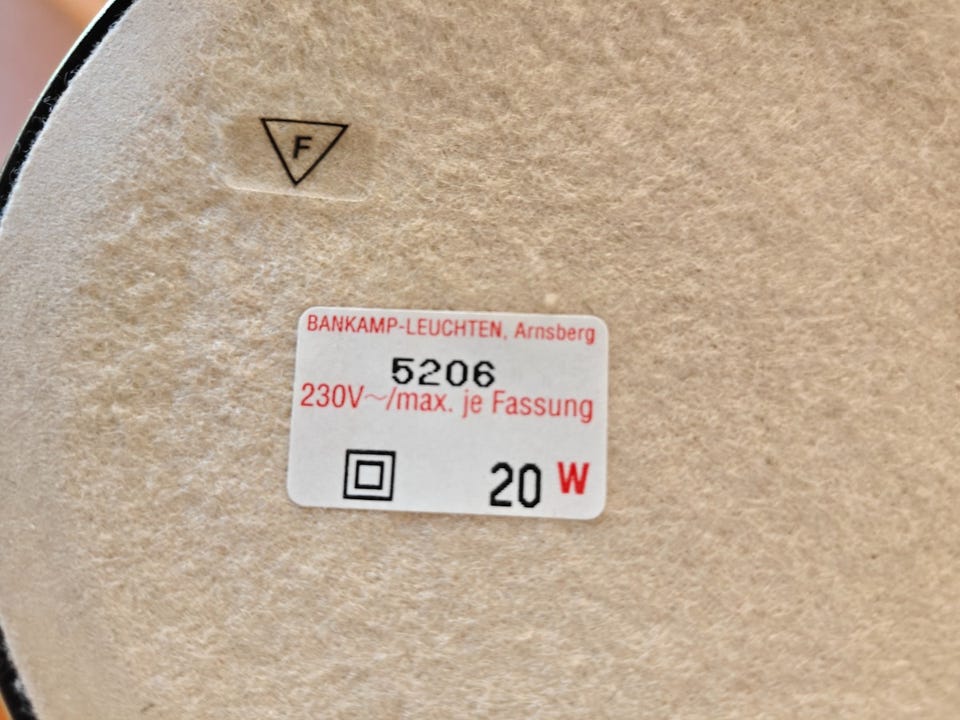 F
BANKAMP-LEUCHTEN, Arnsberg
5206
230V~/max. je Fassung
20 W